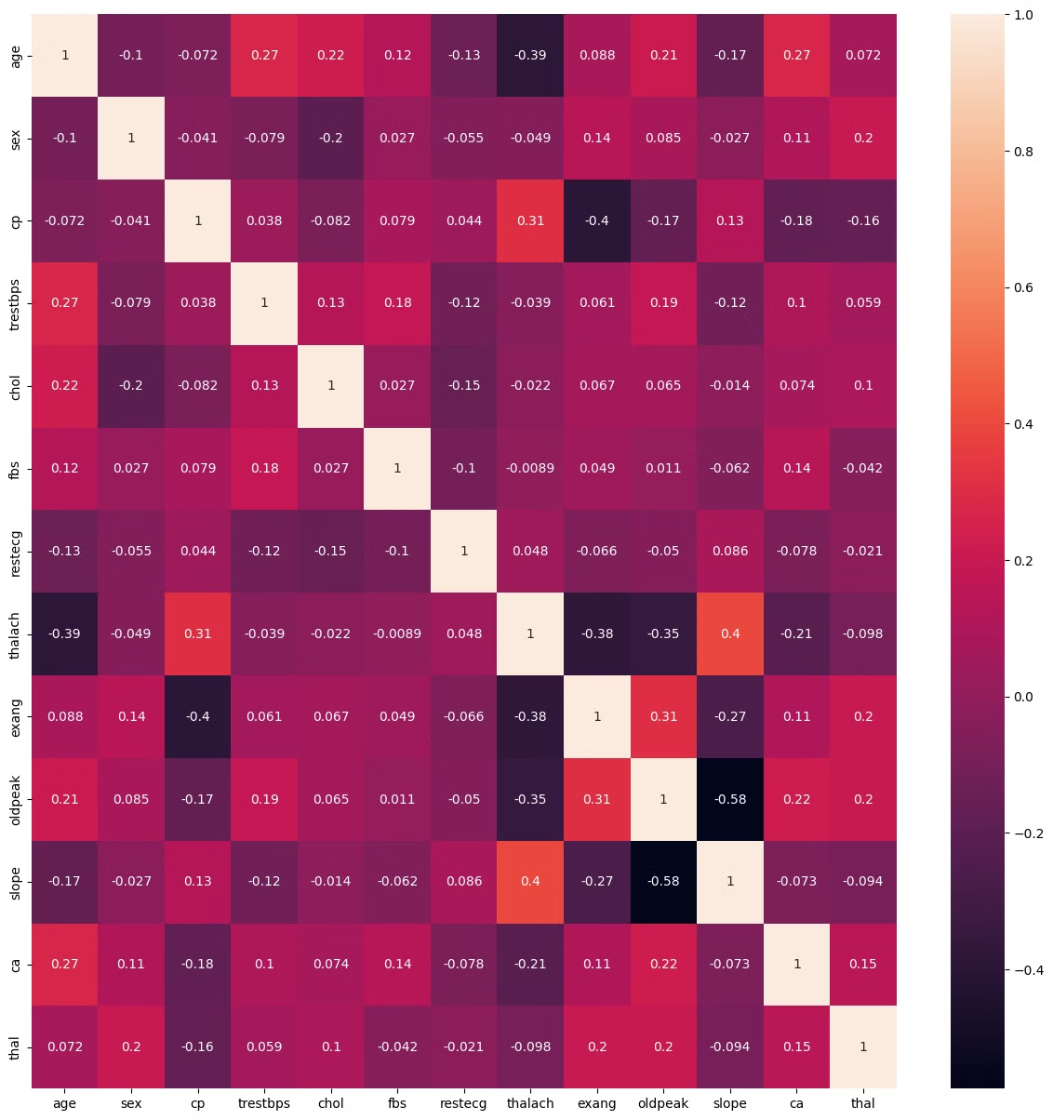 age 1 -0.1 -0.072 0.27 0.22 0.12 -0.13 -0.39 0.088 0.21 -0.17 0.27 0.072
sex -0.1 1 -0.041 -0.079 -0.2 0.027 -0.055 -0.049 0.14 0.085 -0.027 0.11 0.2
cp -0.072 -0.041 1 0.038 -0.082 0.079 0.044 0.31 -0.4 -0.17 0.13 -0.18 -0.16
trestbps 0.27 -0.079 0.038 1 0.13 0.18 -0.12 -0.039 0.061 0.19 -0.12 0.1 0.059
chol 0.22 -0.2 -0.082 0.13 1 0.027 -0.15 -0.022 0.067 0.065 -0.014 0.074 0.1
fbs 0.12 0.027 0.079 0.18 0.027 1 -0.1 -0.0089 0.049 0.011 -0.062 0.14 -0.042
restecg -0.13 -0.055 0.044 -0.12 -0.15 -0.1 1 0.048 -0.066 -0.05 0.086 -0.078 -0.021
thalach -0.39 -0.049 0.31 -0.039 -0.022 -0.0089 0.048 1 -0.38 -0.35 0.4 -0.21 -0.098
exang 0.088 0.14 -0.4 0.061 0.067 0.049 -0.066 -0.38 1 0.31 -0.27 0.11 0.2
oldpeak 0.21 0.085 -0.17 0.19 0.065 0.011 -0.05 -0.35 0.31 1 -0.58 0.22 0.2
slope -0.17 -0.027 0.13 -0.12 -0.014 -0.062 0.086 0.4 -0.27 -0.58 1 -0.073 -0.094
ca 0.27 0.11 -0.18 0.1 0.074 0.14 -0.078 -0.21 0.11 0.22 -0.073 1 0.15
thal 0.072 0.2 -0.16 0.059 0.1 -0.042 -0.021 -0.098 0.2 0.2 -0.094 0.15 1
age sex cp trestbps chol fbs restecg thalach exang oldpeak slope ca thal
1.0
0.8
0.6
0.4
0.2
0.0
−0.2
−0.4